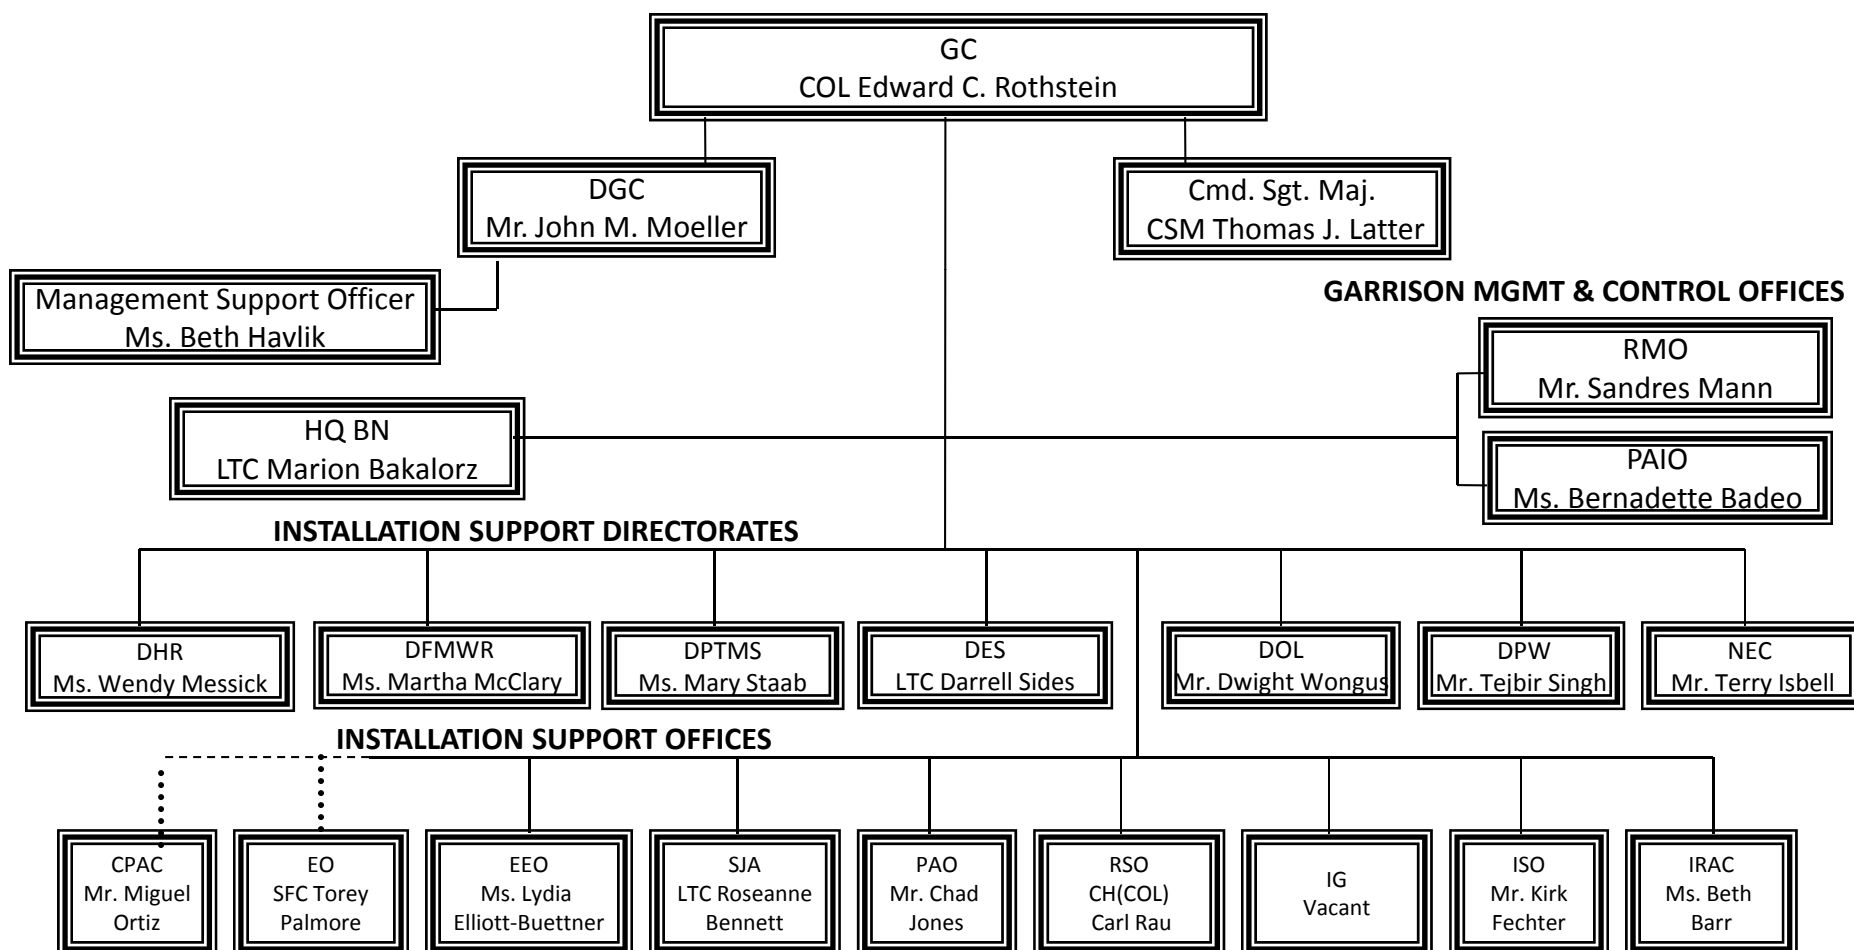 GC
COL Edward C. Rothstein
DGC
Mr. John M. Moeller
Cmd. Sgt. Maj.
CSM Thomas J. Latter
Management Support Officer
Ms. Beth Havlik
GARRISON MGMT & CONTROL OFFICES
RMO
Mr. Sandres Mann
HQ BN
LTC Marion Bakalorz
PAIO
Ms. Bernadette Badeo
INSTALLATION SUPPORT DIRECTORATES
DHR
Ms. Wendy Messick
DFMWR
Ms. Martha McClary
DPTMS
Ms. Mary Staab
DES
LTC Darrell Sides
DOL
Mr. Dwight Wongus
DPW
Mr. Tejbir Singh
NEC
Mr. Terry Isbell
INSTALLATION SUPPORT OFFICES
CPAC
Mr. Miguel
Ortiz
EO
SFC Torey
Palmore
EEO
Ms. Lydia
Elliott-Buettner
SJA
LTC Roseanne
Bennett
PAO
Mr. Chad
Jones
RSO
CH(COL)
Carl Rau
IG
Vacant
ISO
Mr. Kirk
Fechter
IRAC
Ms. Beth
Barr